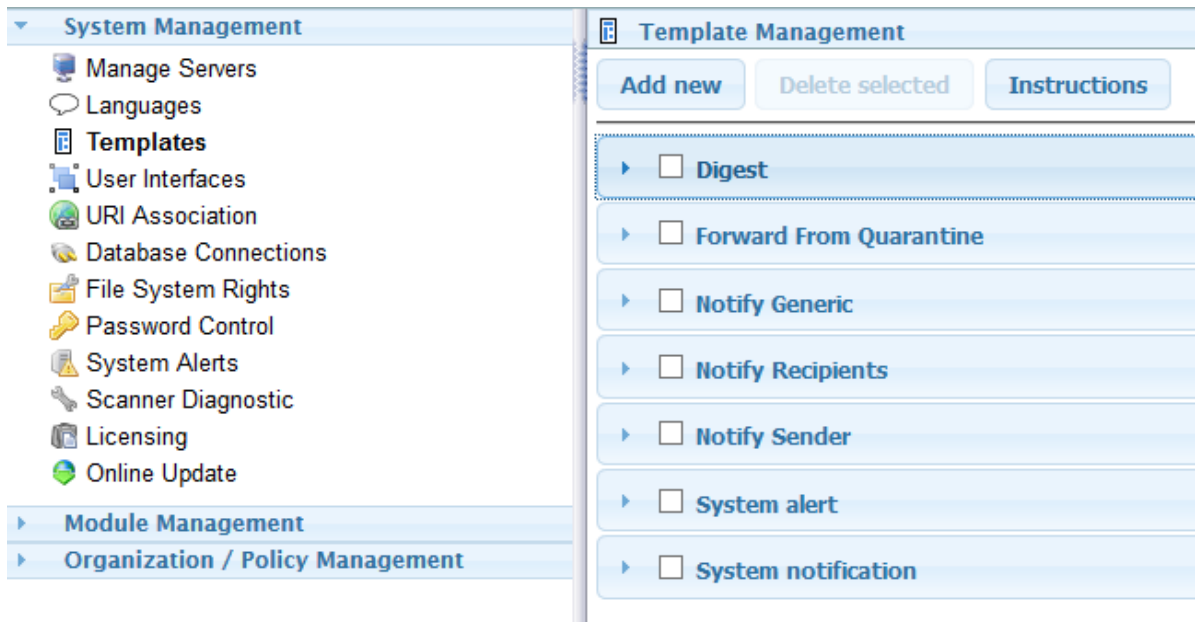 System Management
Manage Servers
Languages
Templates
User Interfaces
URI Association
Database Connections
File System Rights
Password Control
System Alerts
Scanner Diagnostic
Licensing
Online Update
Module Management
Organization / Policy Management
Template Management
Add new Delete selected Instructions
Digest
Forward From Quarantine
Notify Generic
Notify Recipients
Notify Sender
System alert
System notification